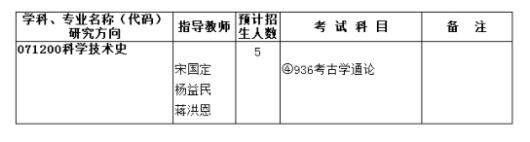 学科、专业名称（代码） 指导教师 预计招 考 试 科 目 备 注
研究方向 生人数
071200科学技术史 5
宋国定 ④936考古学通论
杨益民
蒋洪恩